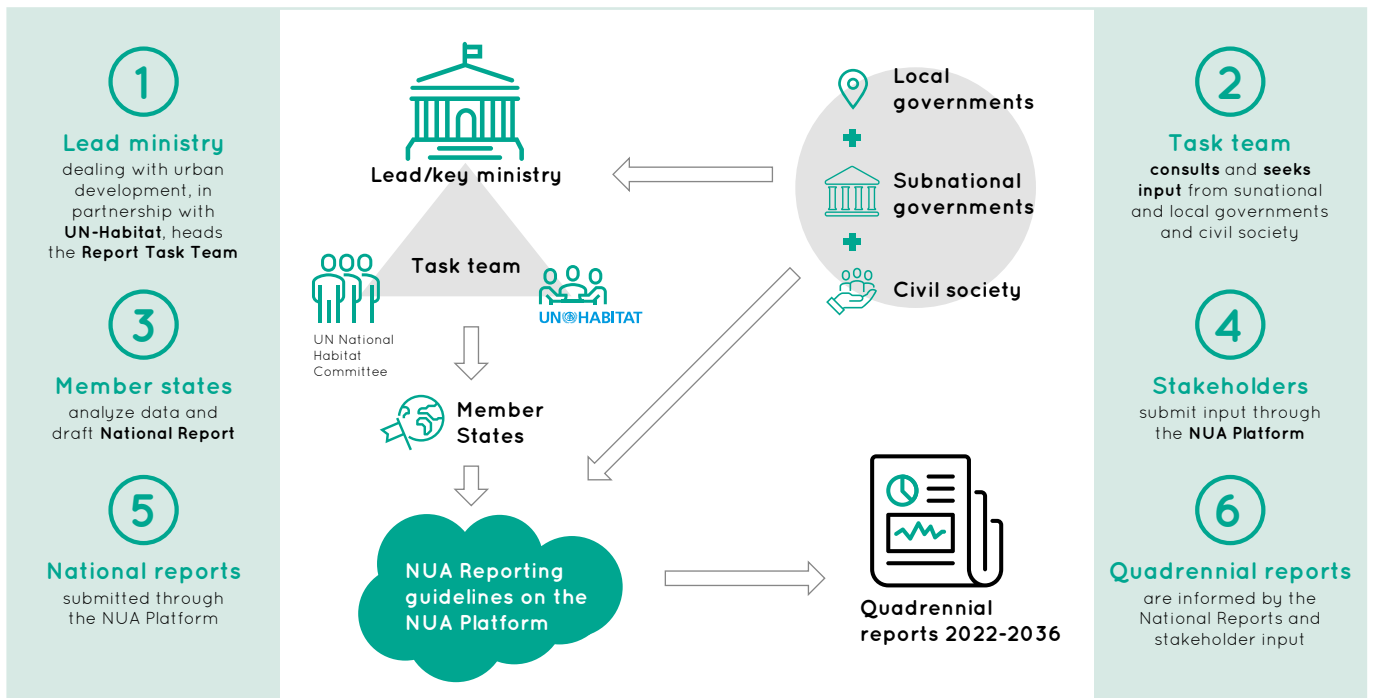 1
Lead ministry
dealing with urban
development, in
partnership with
UN-Habitat, heads
the Report Task Team
3
Member states
analyze data and
draft National Report
5
National reports
submitted through
the NUA Platform
Lead/key ministry
Task team
UN National
Habitat
Committee
UN HABITAT
Member
States
NUA Reporting
guidelines on the
NUA Platform
Local
governments
Subnational
governments
Civil society
Quadrennial
reports 2022-2036
2
Task team
consults and seeks
input from sunational
and local governments
and civil society
4
Stakeholders
submit input through
the NUA Platform
6
Quadrennial reports
are informed by the
National Reports and
stakeholder input